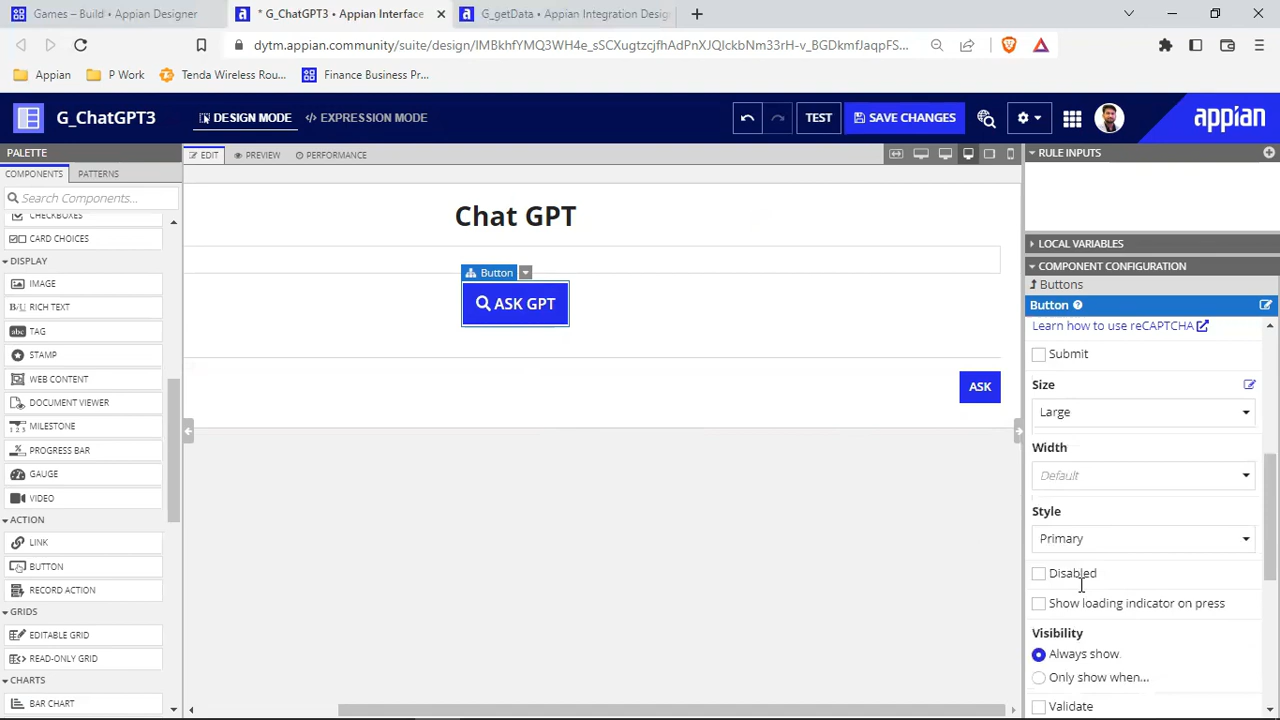 Games – Build • Appian Designer
* G_ChatGPT3 • Appian Interface
G_getData • Appian Integration Desig
dytm.appian.community/suite/design/
Appian
P Work
Tenda Wireless Rou...
Finance Business Pr...
G_ChatGPT3
DESIGN MODE
</> EXPRESSION MODE
TEST
SAVE CHANGES
appian
PALETTE
EDIT
PREVIEW
PERFORMANCE
RULE INPUTS
COMPONENTS
PATTERNS
Search Components...
CHECKBOXES
CARD CHOICES
DISPLAY
IMAGE
B/U RICH TEXT
abc TAG
STAMP
WEB CONTENT
DOCUMENT VIEWER
1 2 3 MILESTONE
PROGRESS BAR
GAUGE
VIDEO
ACTION
LINK
BUTTON
RECORD ACTION
GRIDS
EDITABLE GRID
READ-ONLY GRID
CHARTS
BAR CHART
Chat GPT
Button
ASK GPT
ASK
LOCAL VARIABLES
COMPONENT CONFIGURATION
Buttons
Button
Learn how to use reCAPTCHA
Submit
Size
Large
Width
Default
Style
Primary
Disabled
Show loading indicator on press
Visibility
Always show
Only show when...
Validate